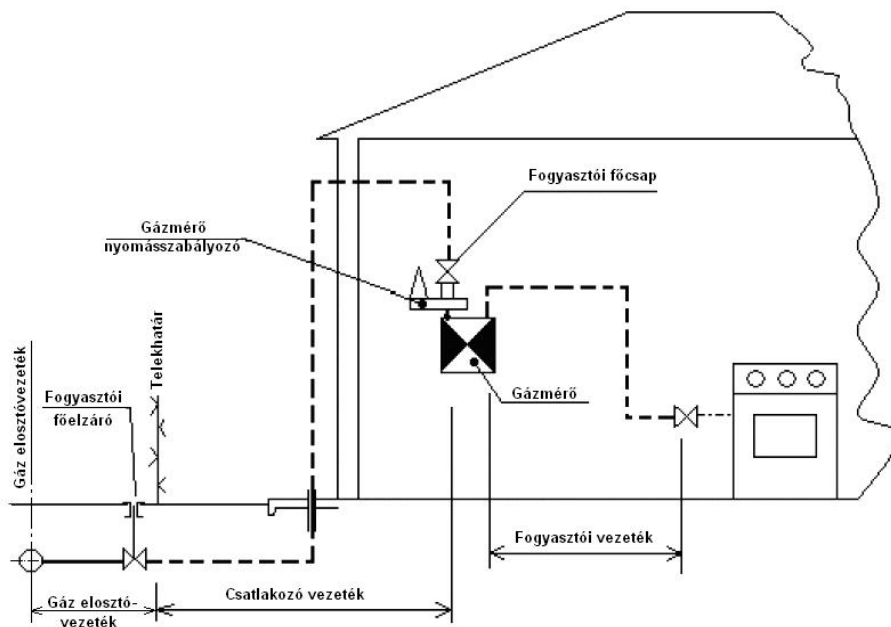 Fogyasztói főcsap
Gázmérő
nyomásszabályozó
Gáz elosztóvezeték
Telekhatár
Fogyasztói
főelzáró
Gázmérő
Fogyasztói vezeték
Csatlakozó vezeték
Gáz elosztó-
vezeték